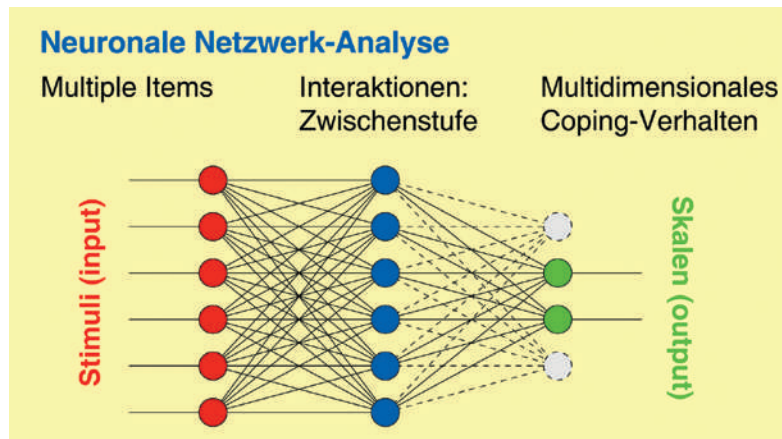 Neuronale Netzwerk-Analyse
Multiple Items
Interaktionen:
Zwischenstufe
Multidimensionales
Coping-Verhalten
Stimuli (input)
Skalen (output)